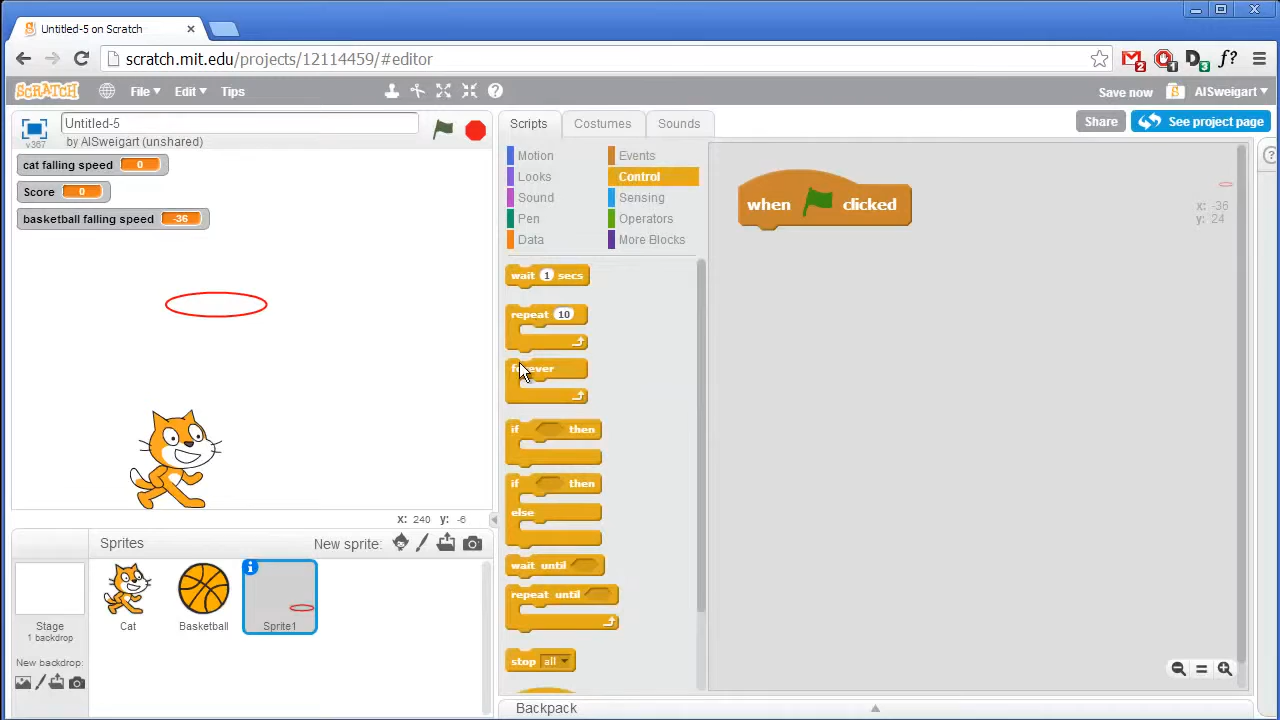 Untitled-5 on Scratch
scratch.mit.edu/projects/12114459/#editor
2 1 3 f?
SCRATCH File Edit Tips Save now S AlSweigart
v367 Untitled-5
by AlSweigart (unshared)
Scripts Costumes Sounds Share See project page
cat falling speed 0
Score 0
basketball falling speed -36
Motion Events
Looks Control
Sound Sensing
Pen Operators
Data More Blocks
wait 1 secs
repeat 10
forever
if then
if then
else
wait until
repeat until
stop all
when clicked
x: -36
y: 24
x: 240 y: -6
Sprites New sprite:
Stage
1 backdrop
New backdrop:
Cat
Basketball
Sprite1
Backpack